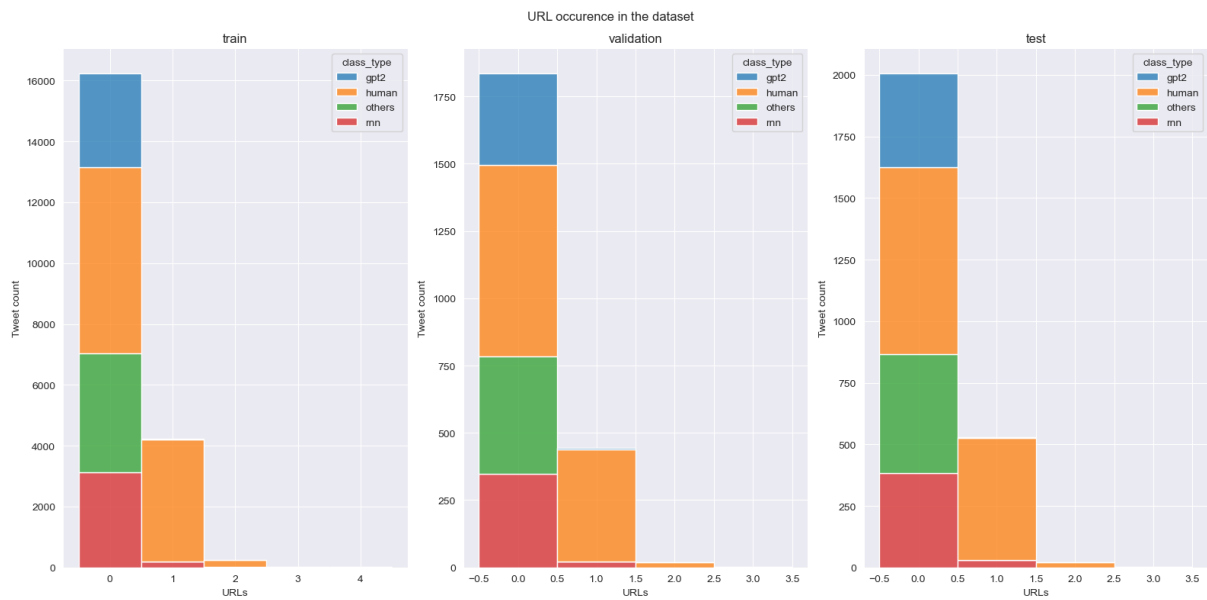 URL occurence in the dataset
train
class_type
gpt2
human
others
rnn
16000
14000
12000
10000
8000
6000
4000
2000
0
Tweet count
0 1 2 3 4
URLs
validation
class_type
gpt2
human
others
rnn
1750
1500
1250
1000
750
500
250
0
Tweet count
−0.5 0.0 0.5 1.0 1.5 2.0 2.5 3.0 3.5
URLs
test
class_type
gpt2
human
others
rnn
2000
1750
1500
1250
1000
750
500
250
0
Tweet count
−0.5 0.0 0.5 1.0 1.5 2.0 2.5 3.0 3.5
URLs